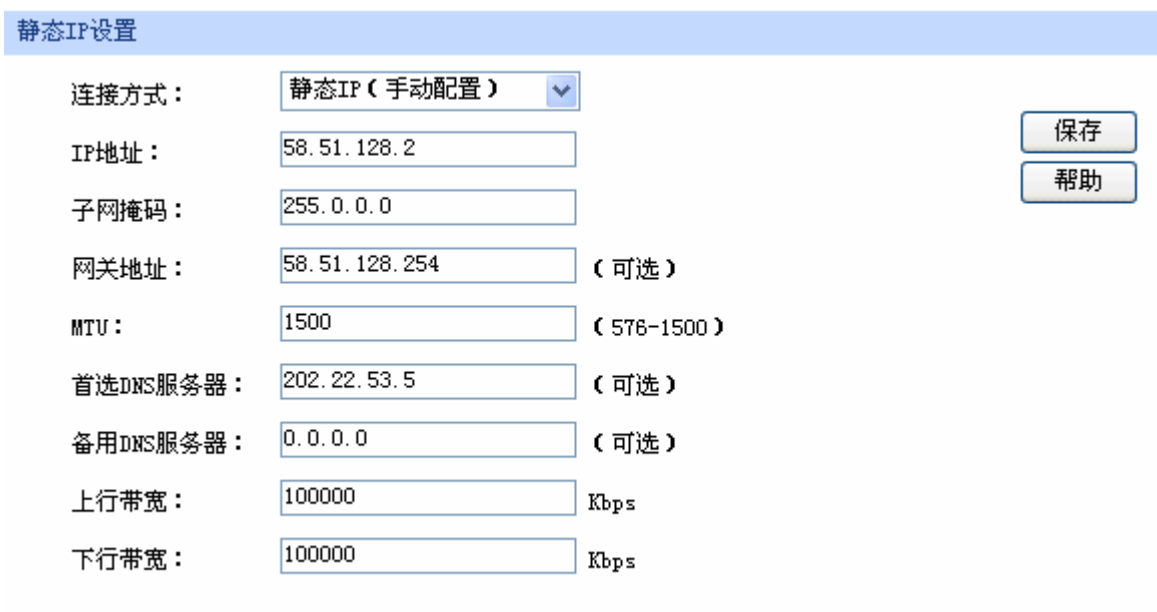 静态IP设置
连接方式： 静态IP（手动配置）
保存
IP地址： 58.51.128.2
帮助
子网掩码： 255.0.0.0
网关地址： 58.51.128.254 （可选）
MTU： 1500 （576-1500）
首选DNS服务器： 202.22.53.5 （可选）
备用DNS服务器： 0.0.0.0 （可选）
上行带宽： 100000 Kbps
下行带宽： 100000 Kbps